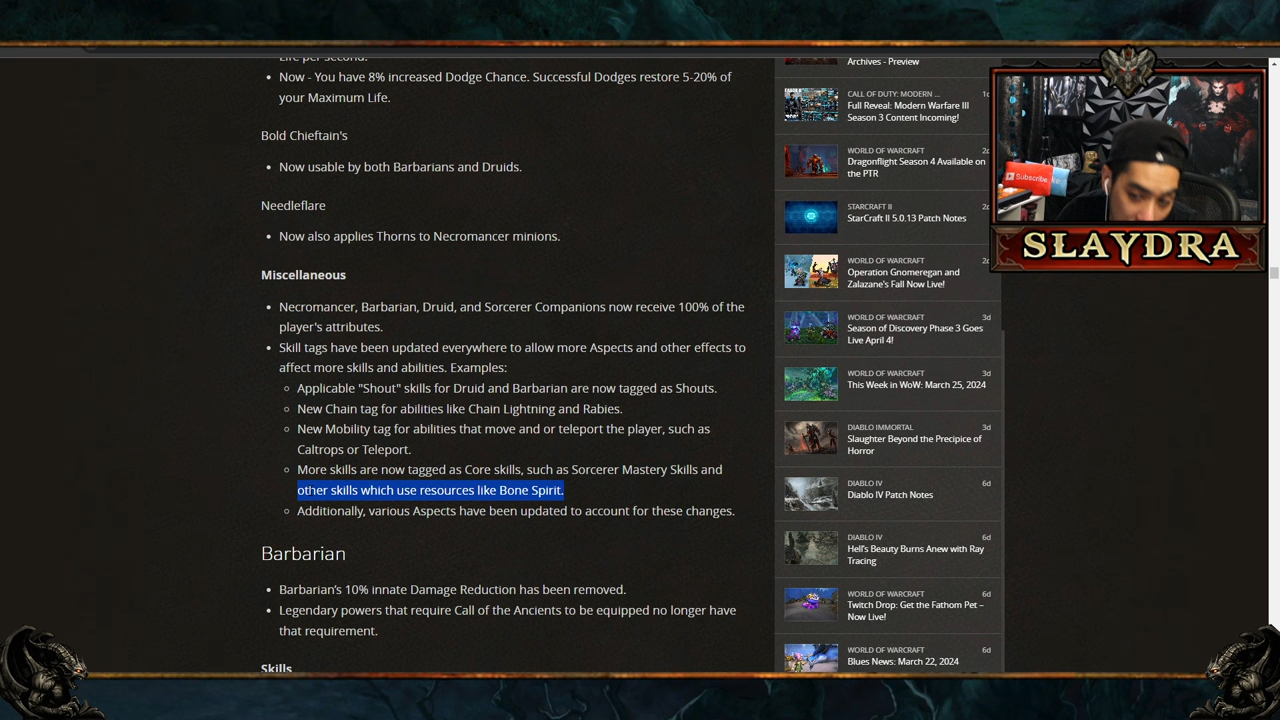 Life per second.
• Now - You have 8% increased Dodge Chance. Successful Dodges restore 5-20% of
your Maximum Life.
Bold Chieftain's
• Now usable by both Barbarians and Druids.
Needleflare
• Now also applies Thorns to Necromancer minions.
Miscellaneous
• Necromancer, Barbarian, Druid, and Sorcerer Companions now receive 100% of the
player's attributes.
• Skill tags have been updated everywhere to allow more Aspects and other effects to
affect more skills and abilities. Examples:
Applicable "Shout" skills for Druid and Barbarian are now tagged as Shouts.
New Chain tag for abilities like Chain Lightning and Rabies.
New Mobility tag for abilities that move and or teleport the player, such as
Caltrops or Teleport.
More skills are now tagged as Core skills, such as Sorcerer Mastery Skills and
other skills which use resources like Bone Spirit.
Additionally, various Aspects have been updated to account for these changes.
Barbarian
• Barbarian's 10% innate Damage Reduction has been removed.
• Legendary powers that require Call of the Ancients to be equipped no longer have
that requirement.
Skills
Archives - Preview
CALL OF DUTY: MODERN ...
Full Reveal: Modern Warfare III
Season 3 Content Incoming!
WORLD OF WARCRAFT
Dragonflight Season 4 Available on
the PTR
STARCRAFT II
StarCraft II 5.0.13 Patch Notes
WORLD OF WARCRAFT
Operation Gnomeregan and
Zalazane's Fall Now Live!
WORLD OF WARCRAFT 3d
Season of Discovery Phase 3 Goes
Live April 4!
WORLD OF WARCRAFT 3d
This Week in WoW: March 25, 2024
DIABLO IMMORTAL 3d
Slaughter Beyond the Precipice of
Horror
DIABLO IV 6d
Diablo IV Patch Notes
DIABLO IV 6d
Hell's Beauty Burns Anew with Ray
Tracing
WORLD OF WARCRAFT 6d
Twitch Drop: Get the Fathom Pet –
Now Live!
WORLD OF WARCRAFT 6d
Blues News: March 22, 2024
Subscribe
SLAYDRA